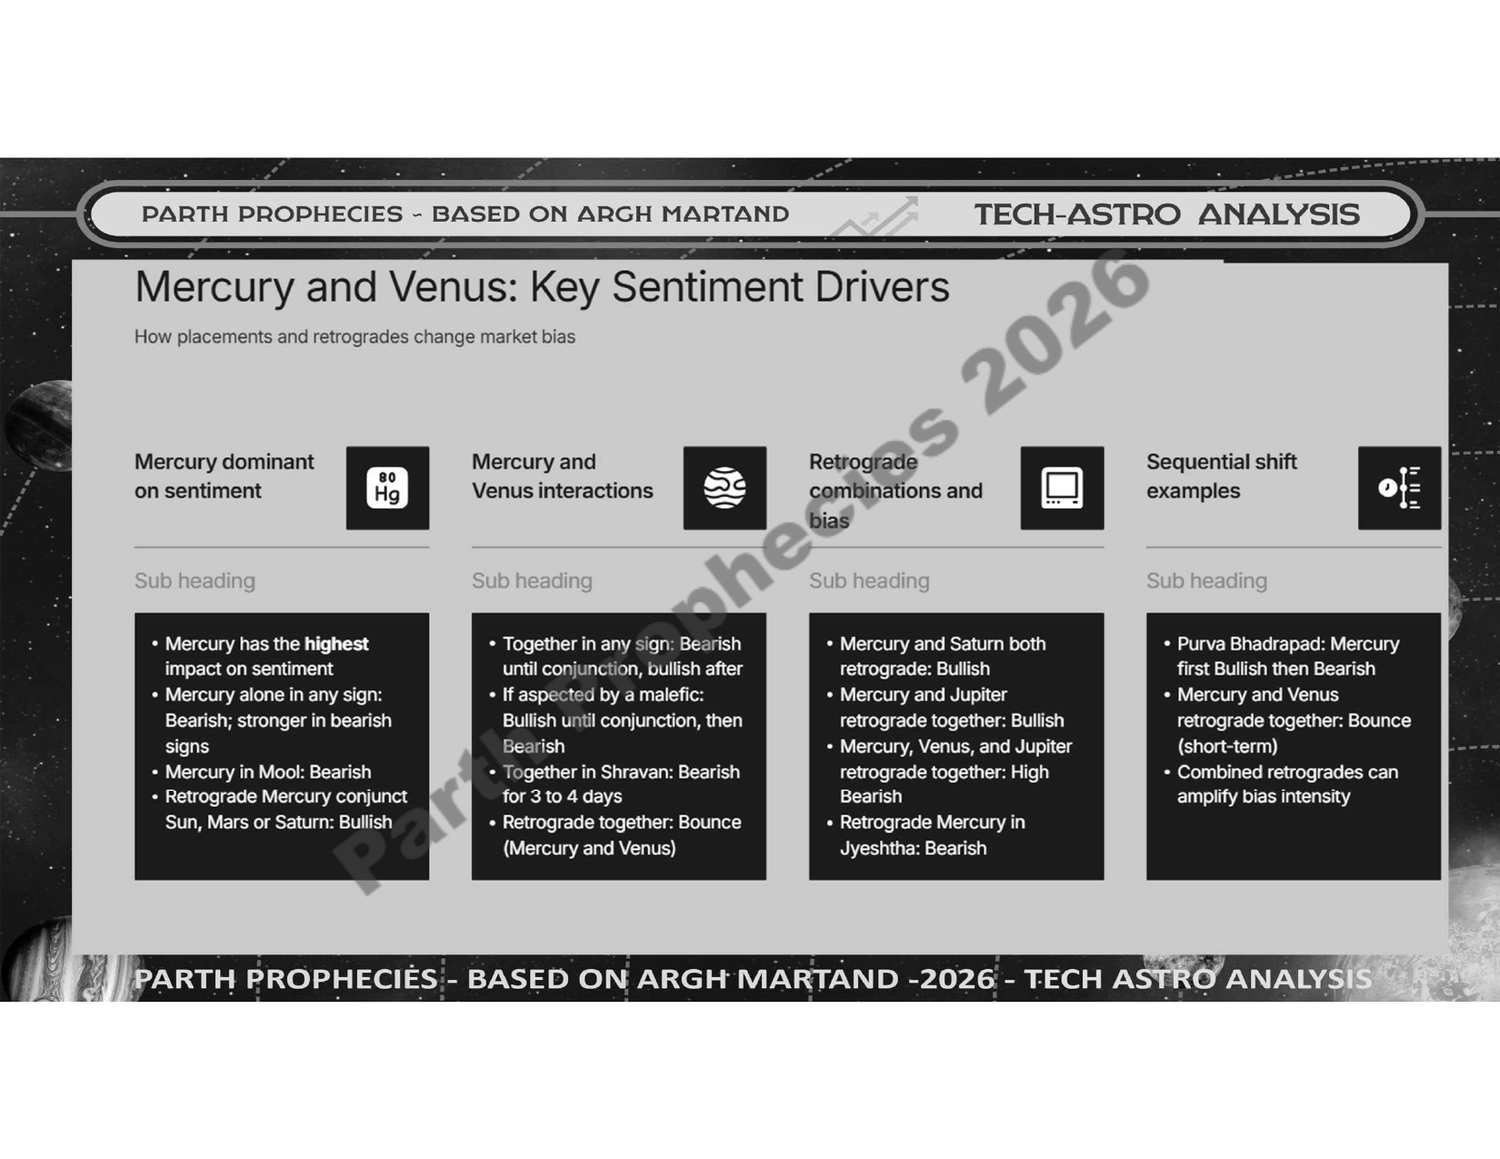 PARTH PROPHECIES ~ BASED ON ARGH MARTAND
TECH-ASTRO ANALYSIS
Mercury and Venus: Key Sentiment Drivers
How placements and retrogrades change market bias
Mercury dominant
on sentiment
80
Hg
Sub heading
• Mercury has the highest
impact on sentiment
• Mercury alone in any sign:
Bearish; stronger in bearish
signs
• Mercury in Mool: Bearish
• Retrograde Mercury conjunct
Sun, Mars or Saturn: Bullish
Mercury and
Venus interactions
Sub heading
• Together in any sign: Bearish
until conjunction, bullish after
• If aspected by a malefic:
Bullish until conjunction, then
Bearish
• Together in Shravan: Bearish
for 3 to 4 days
• Retrograde together: Bounce
(Mercury and Venus)
Retrograde
combinations and
bias
Sub heading
• Mercury and Saturn both
retrograde: Bullish
• Mercury and Jupiter
retrograde together: Bullish
• Mercury, Venus, and Jupiter
retrograde together: High
Bearish
• Retrograde Mercury in
Jyeshtha: Bearish
Sequential shift
examples
Sub heading
• Purva Bhadrapad: Mercury
first Bullish then Bearish
• Mercury and Venus
retrograde together: Bounce
(short-term)
• Combined retrogrades can
amplify bias intensity
Parth Prophecies 2026
PARTH PROPHECIES - BASED ON ARGH MARTAND -2026 - TECH ASTRO ANALYSIS